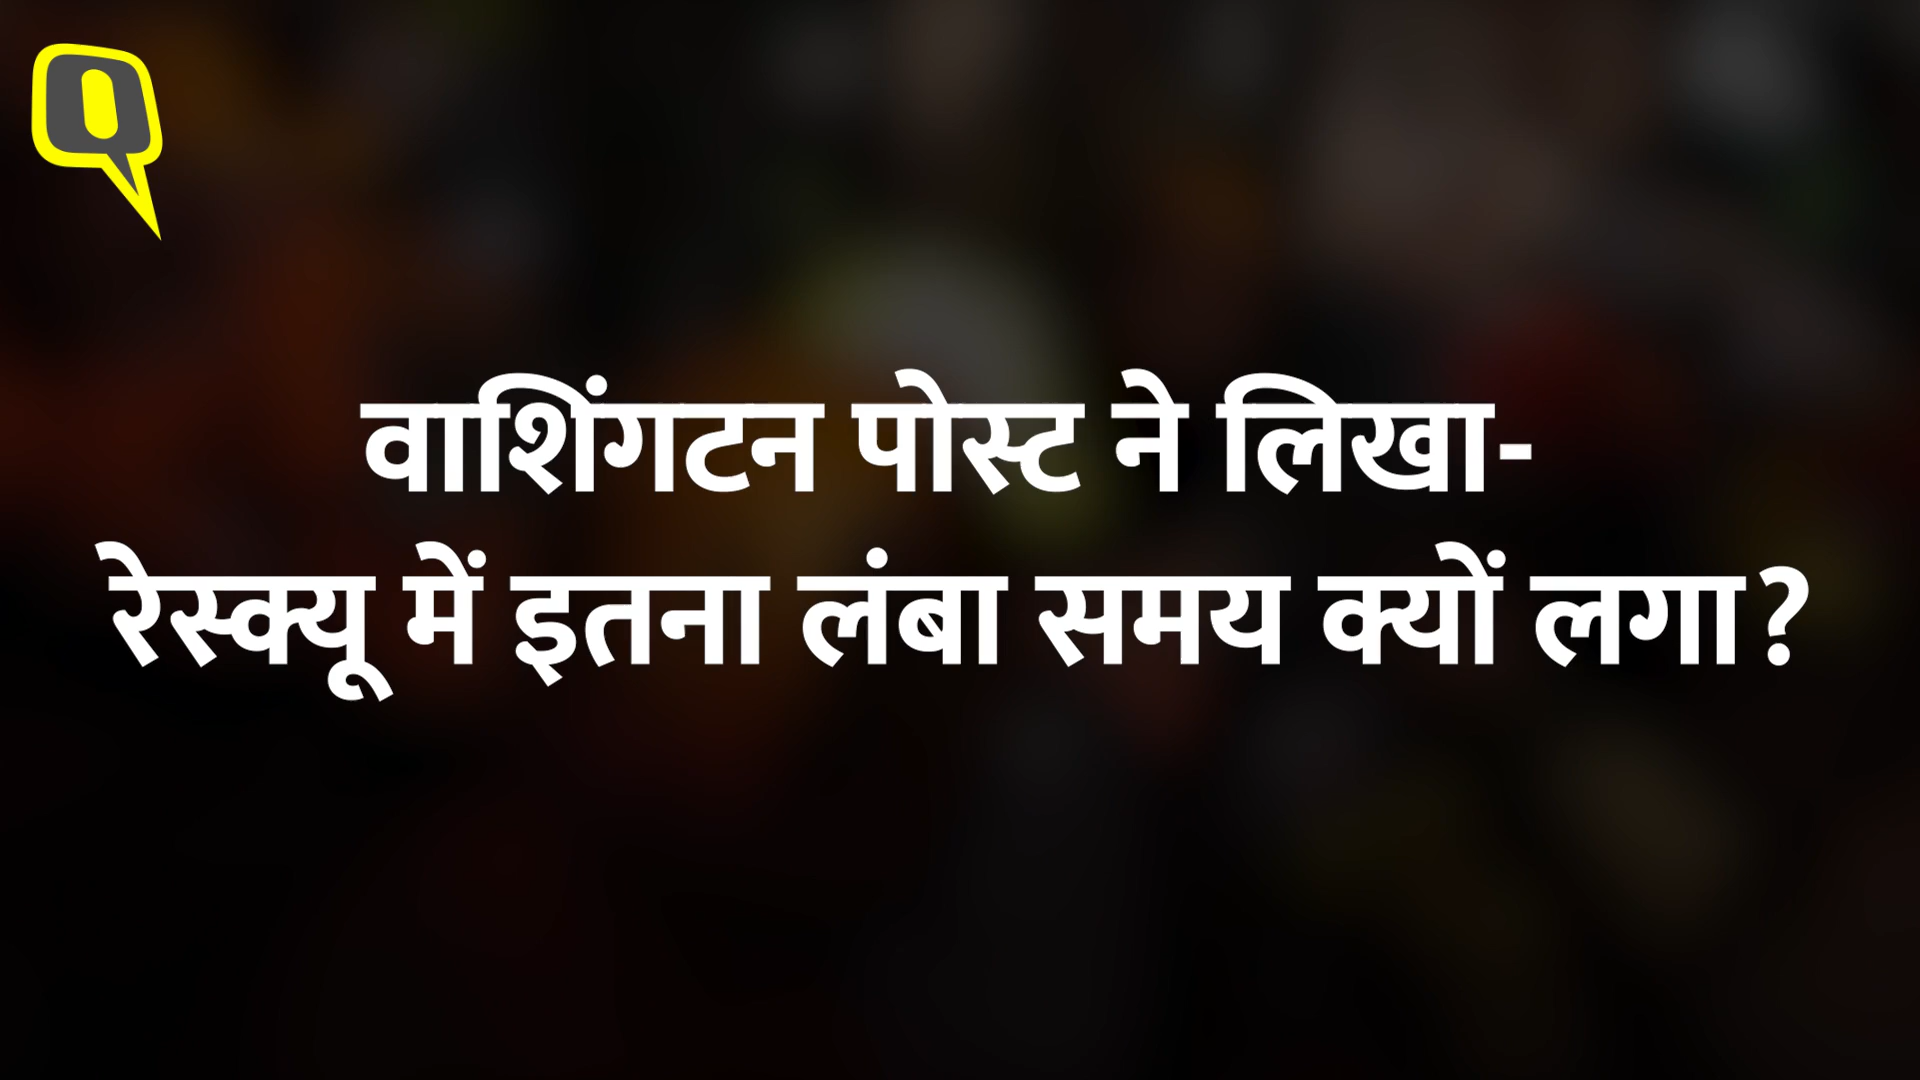 वाशिंगटन पोस्ट ने लिखा-
रेस्क्यू में इतना लंबा समय क्यों लगा?